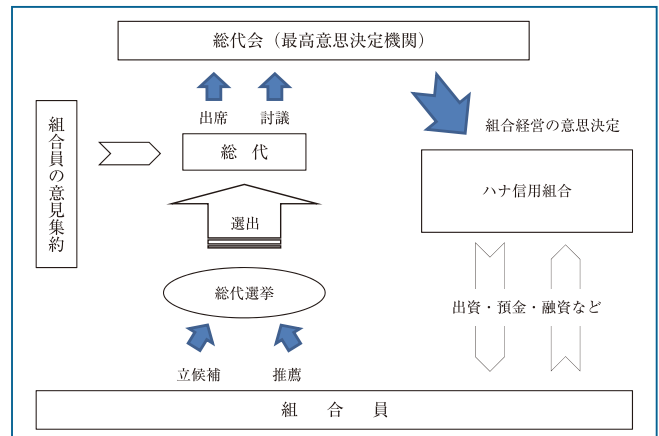 総代会（最高意思決定機関）
出席　討議
組合経営の意思決定
組合員の意見集約
総　代
ハナ信用組合
選出
総代選挙
出資・預金・融資など
立候補　推薦
組　合　員